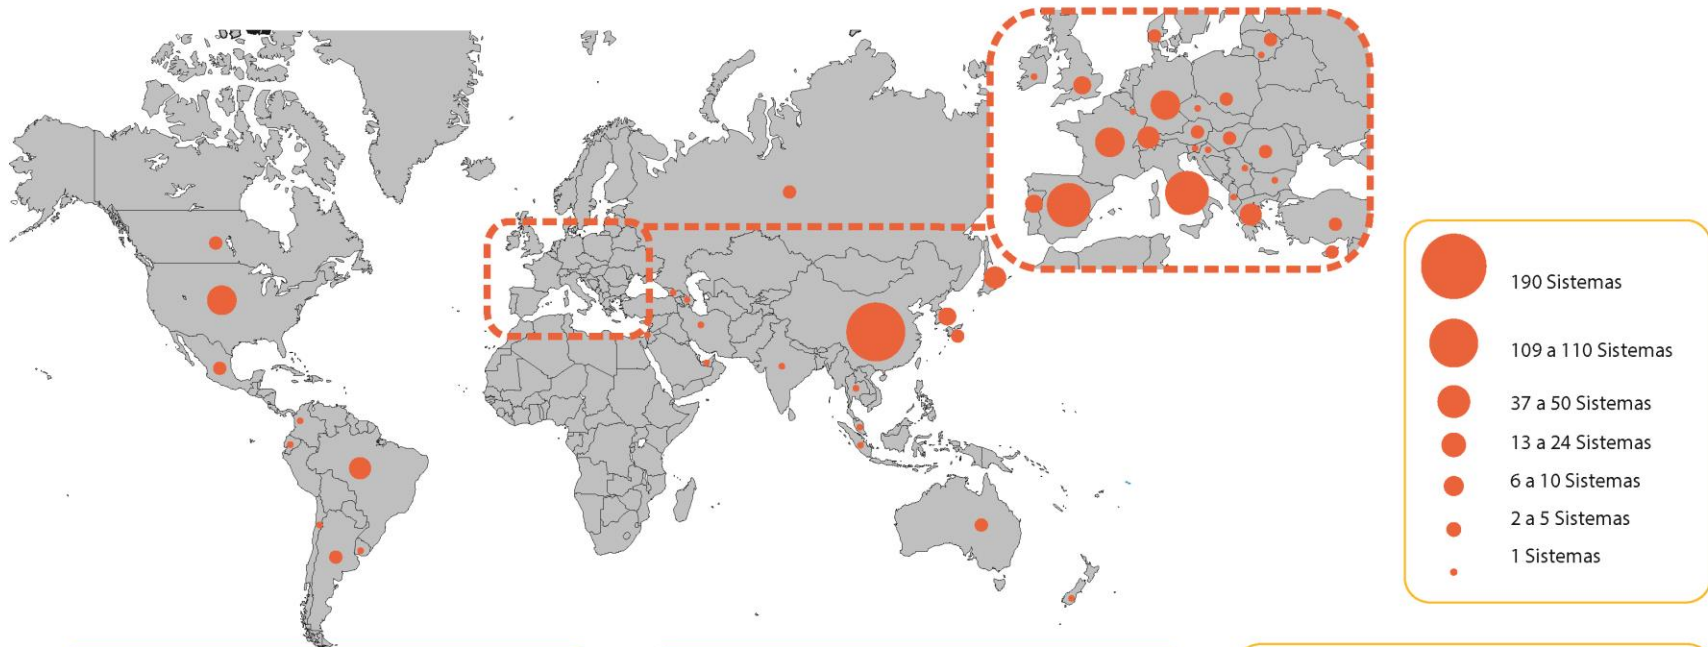 190 Sistemas
109 a 110 Sistemas
37 a 50 Sistemas
13 a 24 Sistemas
6 a 10 Sistemas
2 a 5 Sistemas
1 Sistemas